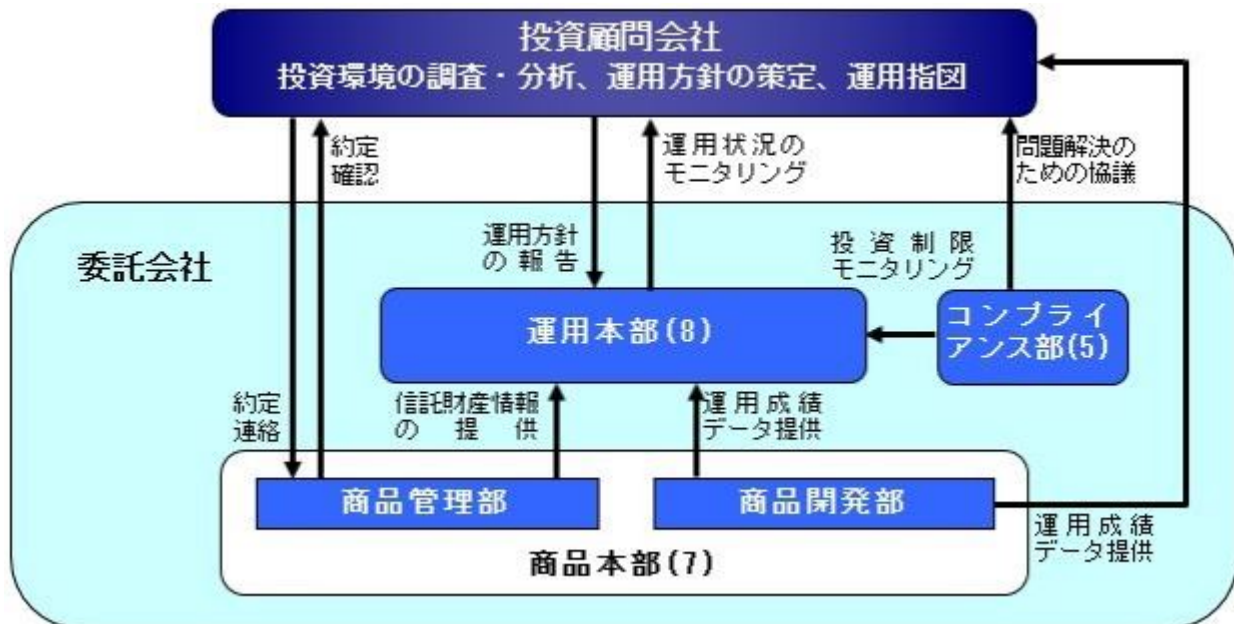 投資顧問会社
投資環境の調査・分析、運用方針の策定、運用指図
約定
確認
運用状況の
モニタリング
問題解決の
ための協議
委託会社
運用方針
の報告
投資制限
モニタリング
運用本部(8)
コンプライ
アンス部(5)
約定
連絡
信託財産情報
の提供
運用成績
データ提供
商品管理部
商品開発部
運用成績
データ提供
商品本部(7)